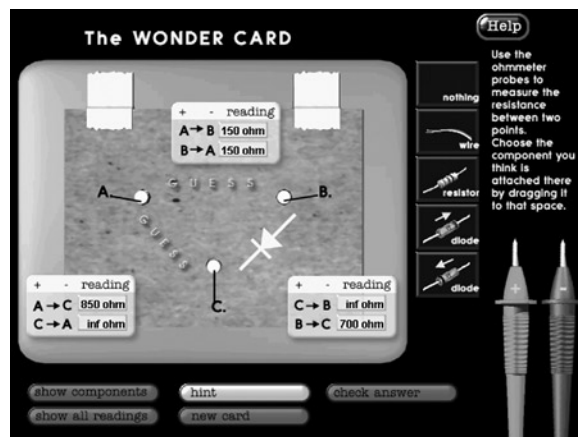 The WONDER CARD
Help
Use the
ohmmeter
probes to
measure the
resistance
between two
points.
Choose the
component you
think is
attached there
by dragging it
to that space.
nothing
wire
resistor
diode
diode
+ - reading
A→B 150 ohm
B→A 150 ohm
A.
GUESS
B.
GUESS
C.
+ - reading
A→C 850 ohm
C→A inf ohm
+ - reading
C→B inf ohm
B→C 700 ohm
+ -
show components
hint
check answer
show all readings
new card